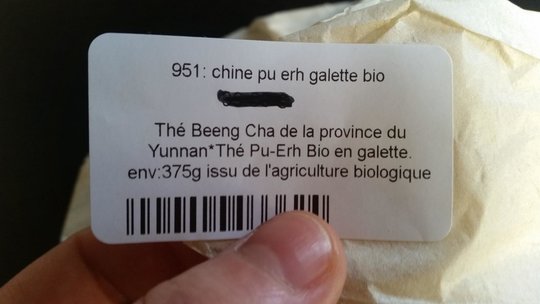 951: chine pu erh galette bio
Thé Beeng Cha de la province du
Yunnan*Thé Pu-Erh Bio en galette.
env:375g issu de l'agriculture biologique